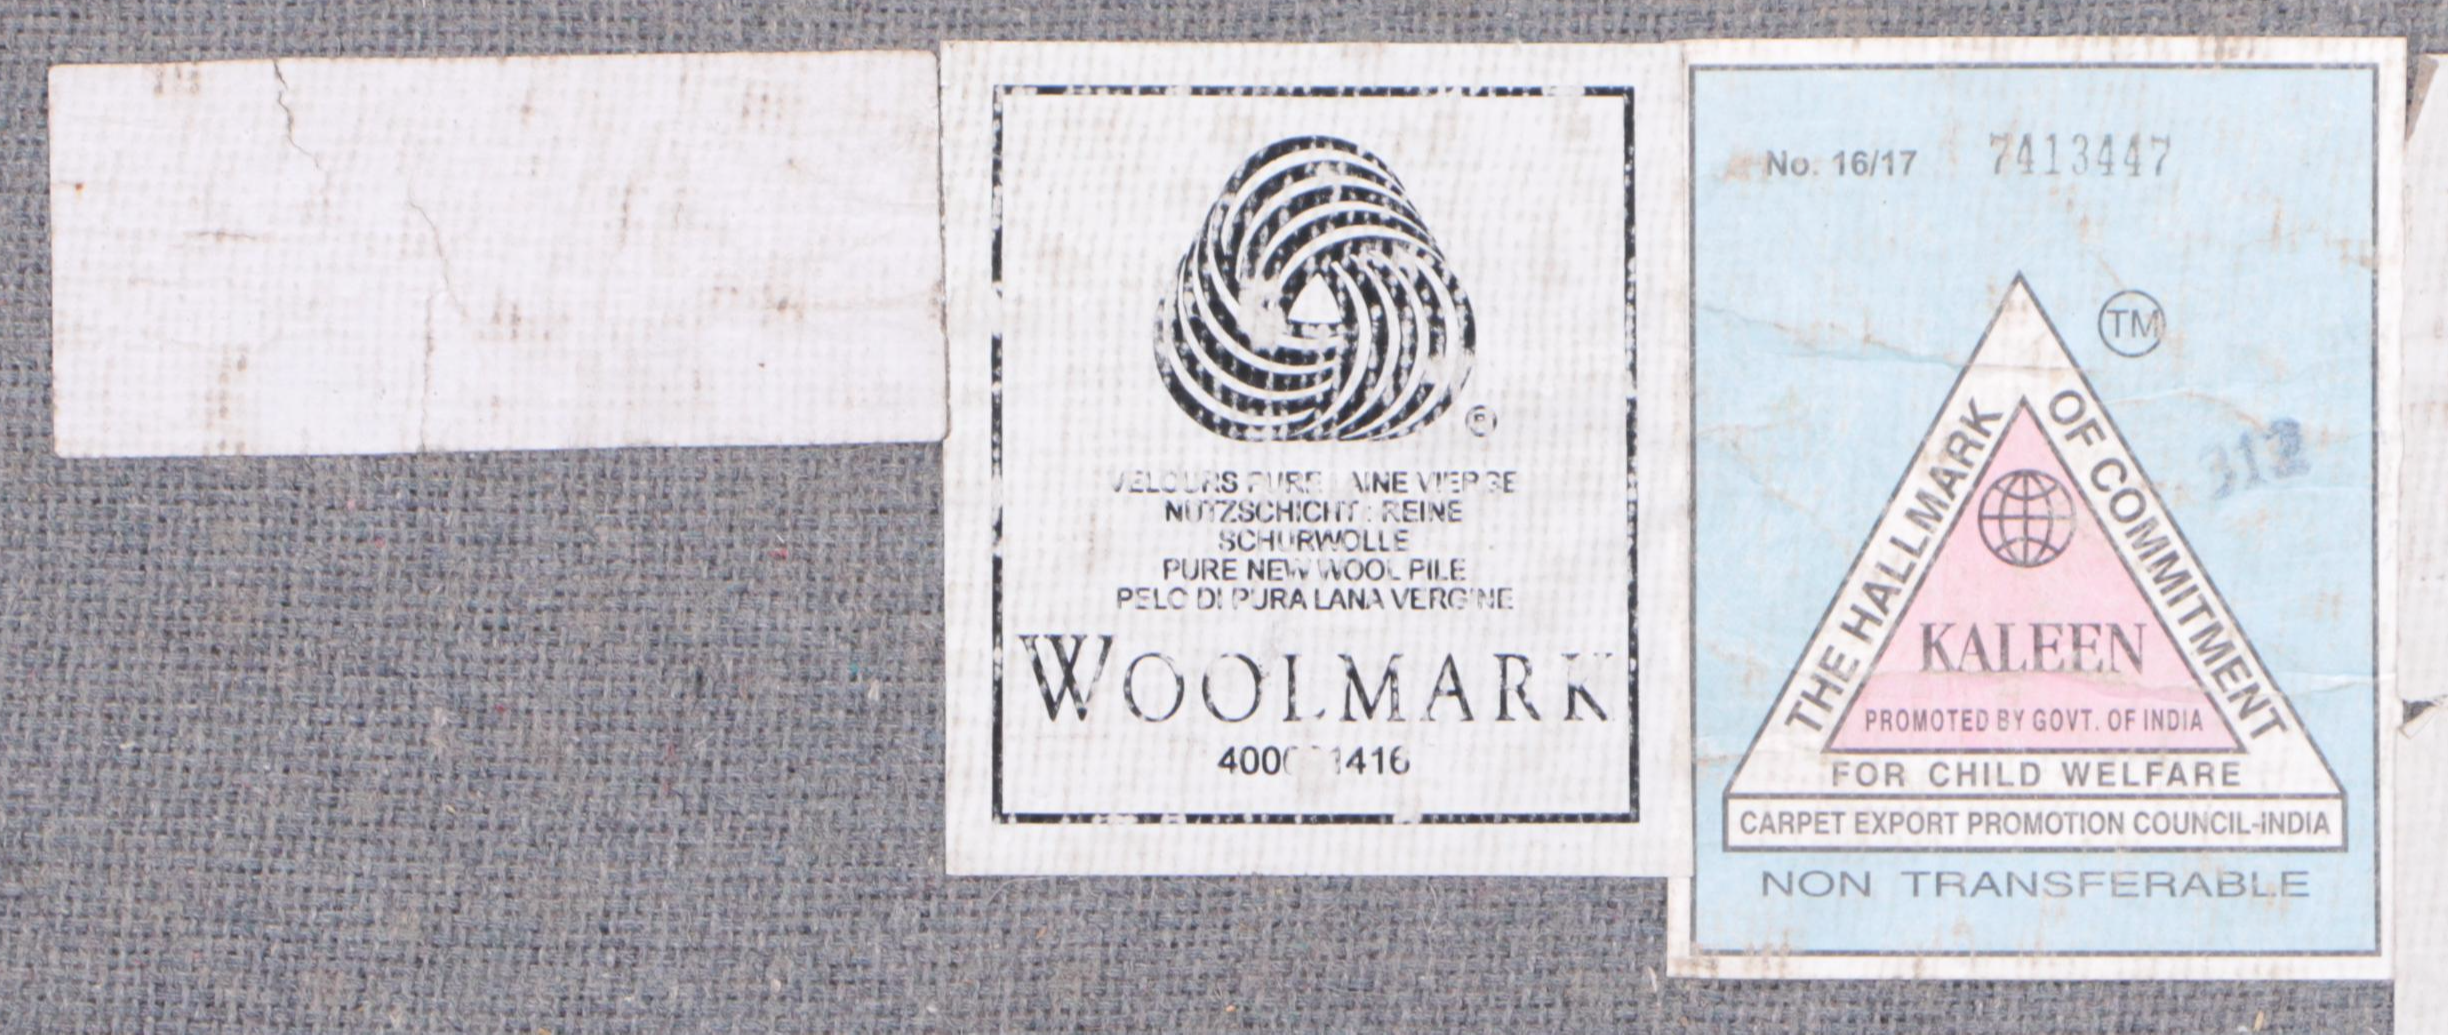 ®
VELOURS PURE LAINE VIERGE
NUTZSCHICHT : REINE
SCHURWOLLE
PURE NEW WOOL PILE
PELO DI PURA LANA VERGINE
WOOLMARK
No. 16/17 7413447
TM
312
THE HALLMARK OF COMMITMENT
KALEEN
PROMOTED BY GOVT. OF INDIA
FOR CHILD WELFARE
CARPET EXPORT PROMOTION COUNCIL-INDIA
NON TRANSFERABLE